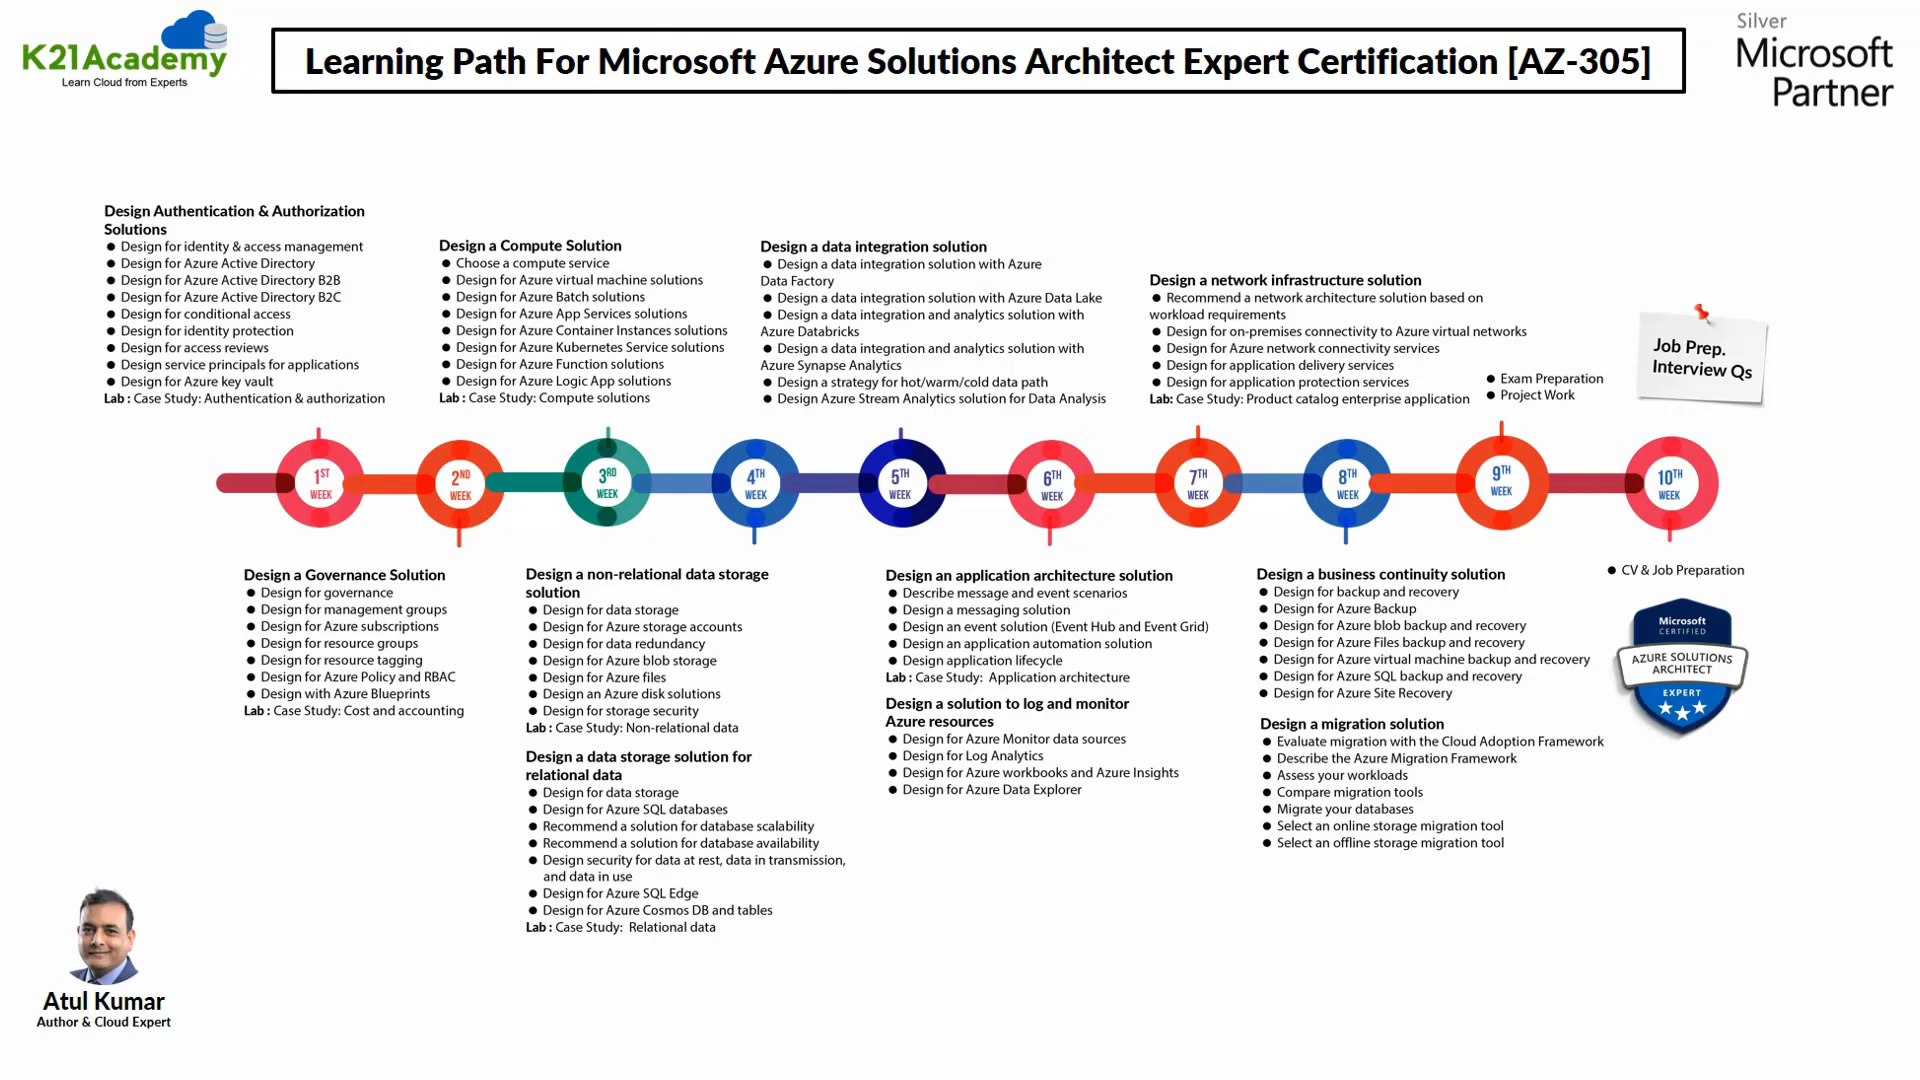 K21Academy
Learn Cloud from Experts
Learning Path For Microsoft Azure Solutions Architect Expert Certification [AZ-305]
Silver
Microsoft
Partner
Design Authentication & Authorization
Solutions
● Design for identity & access management
● Design for Azure Active Directory
● Design for Azure Active Directory B2B
● Design for Azure Active Directory B2C
● Design for conditional access
● Design for identity protection
● Design for access reviews
● Design service principals for applications
● Design for Azure key vault
Lab : Case Study: Authentication & authorization
Design a Compute Solution
● Choose a compute service
● Design for Azure virtual machine solutions
● Design for Azure Batch solutions
● Design for Azure App Services solutions
● Design for Azure Container Instances solutions
● Design for Azure Kubernetes Service solutions
● Design for Azure Function solutions
● Design for Azure Logic App solutions
Lab : Case Study: Compute solutions
Design a data integration solution
● Design a data integration solution with Azure
Data Factory
● Design a data integration solution with Azure Data Lake
● Design a data integration and analytics solution with
Azure Databricks
● Design a data integration and analytics solution with
Azure Synapse Analytics
● Design a strategy for hot/warm/cold data path
● Design Azure Stream Analytics solution for Data Analysis
Design a network infrastructure solution
● Recommend a network architecture solution based on
workload requirements
● Design for on-premises connectivity to Azure virtual networks
● Design for Azure network connectivity services
● Design for application delivery services
● Design for application protection services
Lab: Case Study: Product catalog enterprise application
● Exam Preparation
● Project Work
Job Prep.
Interview Qs
1ST
WEEK
2ND
WEEK
3RD
WEEK
4TH
WEEK
5TH
WEEK
6TH
WEEK
7TH
WEEK
8TH
WEEK
9TH
WEEK
10TH
WEEK
Design a Governance Solution
● Design for governance
● Design for management groups
● Design for Azure subscriptions
● Design for resource groups
● Design for resource tagging
● Design for Azure Policy and RBAC
● Design with Azure Blueprints
Lab : Case Study: Cost and accounting
Design a non-relational data storage
solution
● Design for data storage
● Design for Azure storage accounts
● Design for data redundancy
● Design for Azure blob storage
● Design for Azure files
● Design an Azure disk solutions
● Design for storage security
Lab : Case Study: Non-relational data
Design a data storage solution for
relational data
● Design for data storage
● Design for Azure SQL databases
● Recommend a solution for database scalability
● Recommend a solution for database availability
● Design security for data at rest, data in transmission,
and data in use
● Design for Azure SQL Edge
● Design for Azure Cosmos DB and tables
Lab : Case Study: Relational data
Design an application architecture solution
● Describe message and event scenarios
● Design a messaging solution
● Design an event solution (Event Hub and Event Grid)
● Design an application automation solution
● Design application lifecycle
Lab : Case Study: Application architecture
Design a solution to log and monitor
Azure resources
● Design for Azure Monitor data sources
● Design for Log Analytics
● Design for Azure workbooks and Azure Insights
● Design for Azure Data Explorer
Design a business continuity solution
● Design for backup and recovery
● Design for Azure Backup
● Design for Azure blob backup and recovery
● Design for Azure Files backup and recovery
● Design for Azure virtual machine backup and recovery
● Design for Azure SQL backup and recovery
● Design for Azure Site Recovery
Design a migration solution
● Evaluate migration with the Cloud Adoption Framework
● Describe the Azure Migration Framework
● Assess your workloads
● Compare migration tools
● Migrate your databases
● Select an online storage migration tool
● Select an offline storage migration tool
● CV & Job Preparation
Microsoft
CERTIFIED
AZURE SOLUTIONS
ARCHITECT
EXPERT
Atul Kumar
Author & Cloud Expert